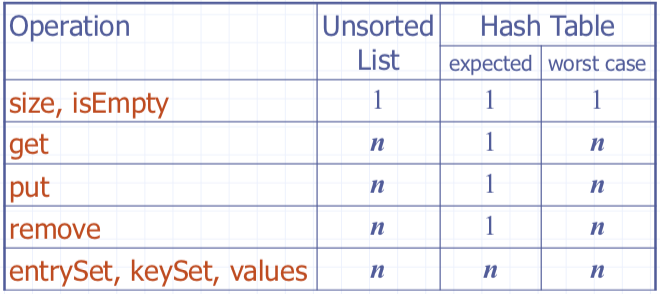 Operation Unsorted List Hash Table
expected worst case
size, isEmpty 1 1 1
get n 1 n
put n 1 n
remove n 1 n
entrySet, keySet, values n n n